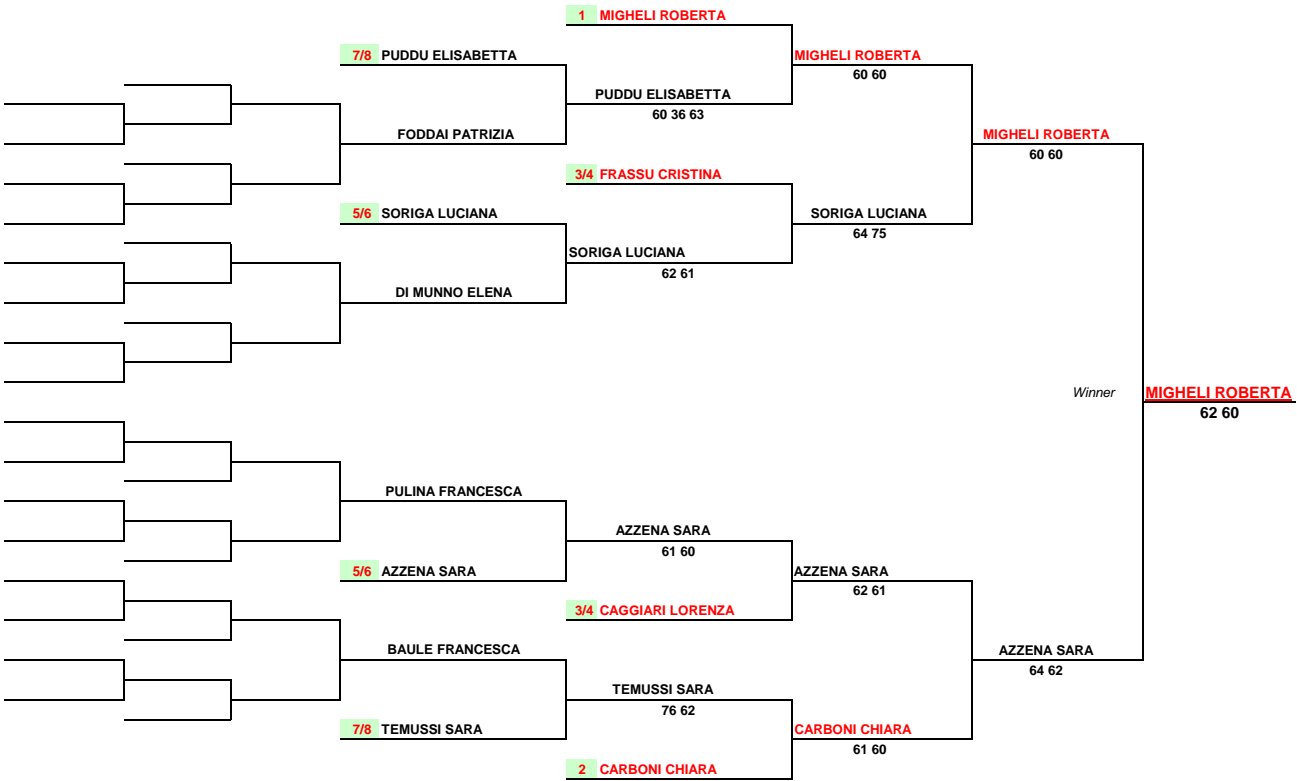 1 MIGHELI ROBERTA
7/8 PUDDU ELISABETTA
MIGHELI ROBERTA
60 60
PUDDU ELISABETTA
60 36 63
FODDAI PATRIZIA
MIGHELI ROBERTA
60 60
3/4 FRASSU CRISTINA
5/6 SORIGA LUCIANA
SORIGA LUCIANA
64 75
SORIGA LUCIANA
62 61
DI MUNNO ELENA
Winner
MIGHELI ROBERTA
62 60
PULINA FRANCESCA
AZZENA SARA
61 60
5/6 AZZENA SARA
AZZENA SARA
62 61
3/4 CAGGIARI LORENZA
BAULE FRANCESCA
AZZENA SARA
64 62
TEMUSSI SARA
76 62
7/8 TEMUSSI SARA
CARBONI CHIARA
61 60
2 CARBONI CHIARA